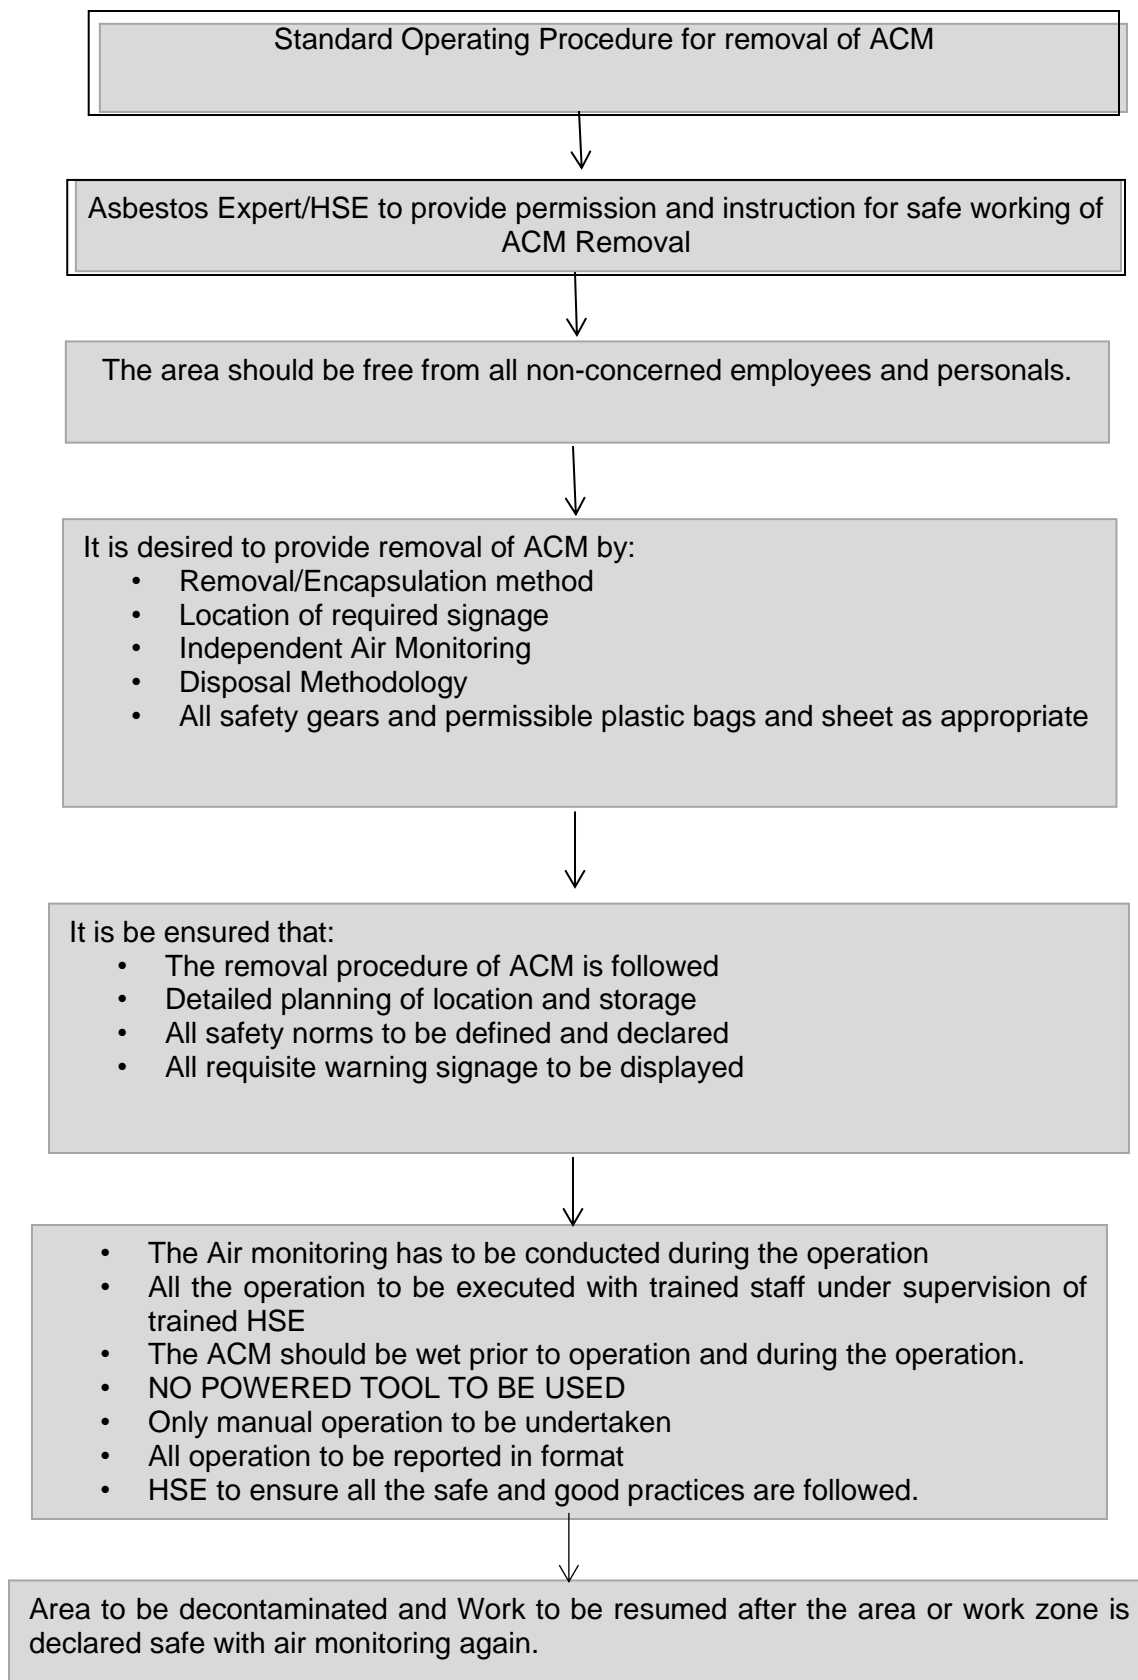 Standard Operating Procedure for removal of ACM
Asbestos Expert/HSE to provide permission and instruction for safe working of
ACM Removal
The area should be free from all non-concerned employees and personals.
It is desired to provide removal of ACM by:
• Removal/Encapsulation method
• Location of required signage
• Independent Air Monitoring
• Disposal Methodology
• All safety gears and permissible plastic bags and sheet as appropriate
It is be ensured that:
• The removal procedure of ACM is followed
• Detailed planning of location and storage
• All safety norms to be defined and declared
• All requisite warning signage to be displayed
• The Air monitoring has to be conducted during the operation
• All the operation to be executed with trained staff under supervision of
trained HSE
• The ACM should be wet prior to operation and during the operation.
• NO POWERED TOOL TO BE USED
• Only manual operation to be undertaken
• All operation to be reported in format
• HSE to ensure all the safe and good practices are followed.
Area to be decontaminated and Work to be resumed after the area or work zone is
declared safe with air monitoring again.